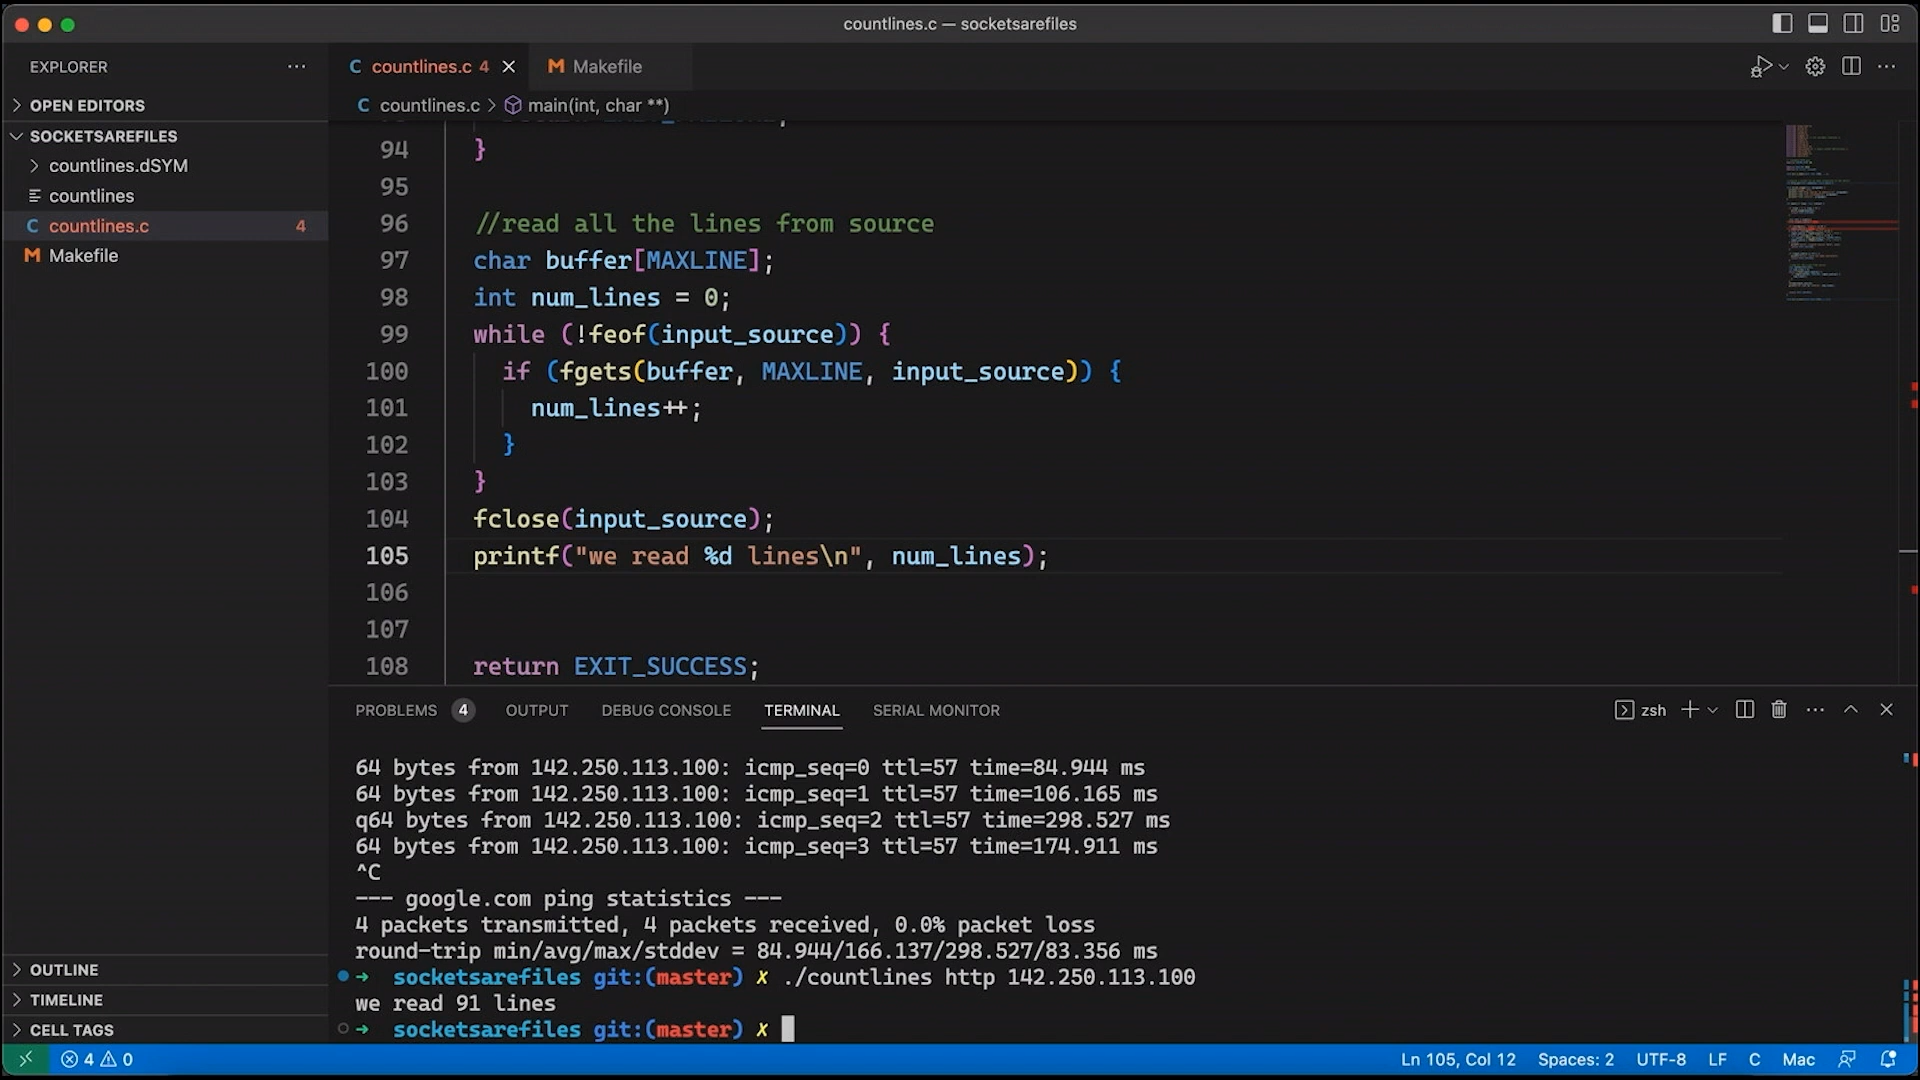 countlines.c — socketsarefiles
EXPLORER
OPEN EDITORS
SOCKETSAREFILES
countlines.dSYM
countlines
countlines.c 4
Makefile
OUTLINE
TIMELINE
CELL TAGS
countlines.c 4
Makefile
countlines.c > main(int, char **)
94 }
95
96 //read all the lines from source
97 char buffer[MAXLINE];
98 int num_lines = 0;
99 while (!feof(input_source)) {
100 if (fgets(buffer, MAXLINE, input_source)) {
101 num_lines++;
102 }
103 }
104 fclose(input_source);
105 printf("we read %d lines\n", num_lines);
106
107
108 return EXIT_SUCCESS;
PROBLEMS 4 OUTPUT DEBUG CONSOLE TERMINAL SERIAL MONITOR zsh
64 bytes from 142.250.113.100: icmp_seq=0 ttl=57 time=84.944 ms
64 bytes from 142.250.113.100: icmp_seq=1 ttl=57 time=106.165 ms
q64 bytes from 142.250.113.100: icmp_seq=2 ttl=57 time=298.527 ms
64 bytes from 142.250.113.100: icmp_seq=3 ttl=57 time=174.911 ms
^C
--- google.com ping statistics ---
4 packets transmitted, 4 packets received, 0.0% packet loss
round-trip min/avg/max/stddev = 84.944/166.137/298.527/83.356 ms
→ socketsarefiles git:(master) ✗ ./countlines http 142.250.113.100
we read 91 lines
→ socketsarefiles git:(master) ✗
4 0 Ln 105, Col 12 Spaces: 2 UTF-8 LF C Mac